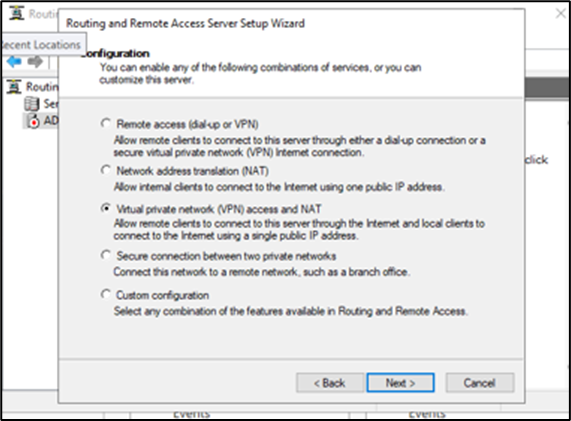 Routi
Routing and Remote Access Server Setup Wizard
ecent Locations
Configuration
You can enable any of the following combinations of services, or you can
customize this server.
Routin
Ser
AD
Remote access (dial-up or VPN)
Allow remote clients to connect to this server through either a dial-up connection or a
secure virtual private network (VPN) Internet connection.
click
Network address translation (NAT)
Allow internal clients to connect to the Internet using one public IP address.
Virtual private network (VPN) access and NAT
Allow remote clients to connect to this server through the Internet and local clients to
connect to the Internet using a single public IP address.
Secure connection between two private networks
Connect this network to a remote network, such as a branch office.
Custom configuration
Select any combination of the features available in Routing and Remote Access.
< Back
Next >
Cancel
Events
Events